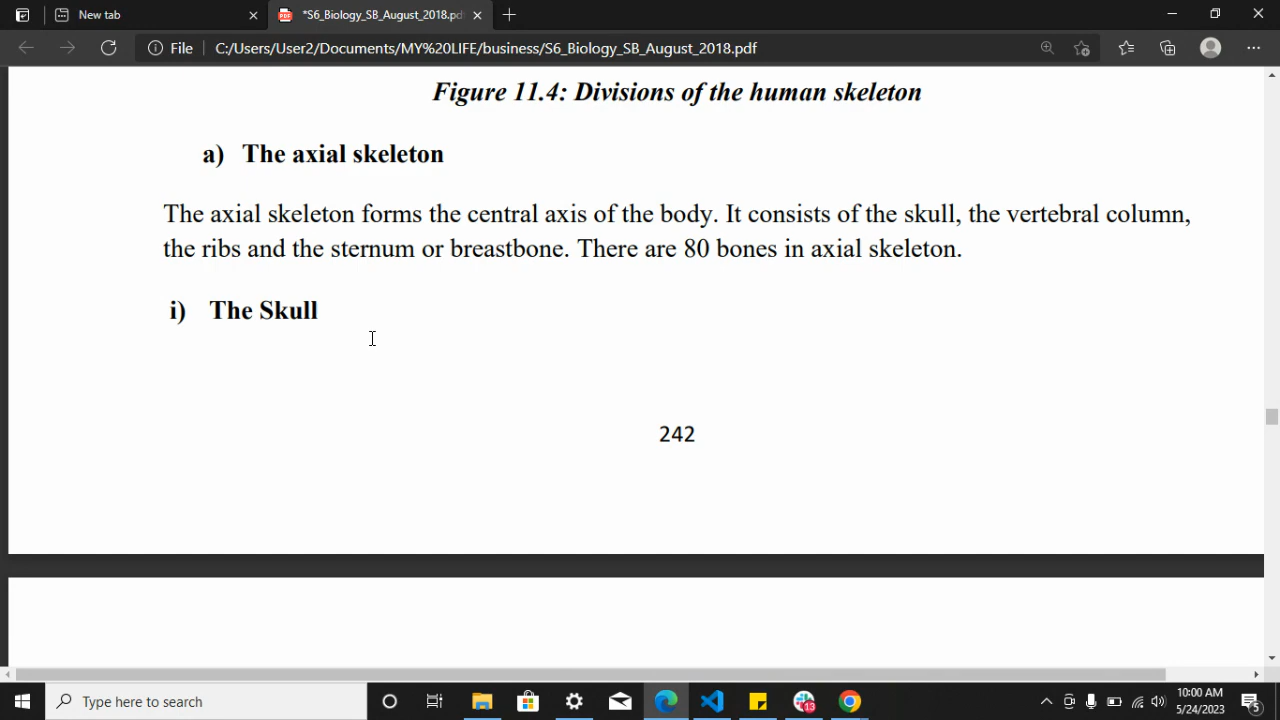 New tab
*S6_Biology_SB_August_2018.pdf
File
C:/Users/User2/Documents/MY%20LIFE/business/S6_Biology_SB_August_2018.pdf
Figure 11.4: Divisions of the human skeleton
a) The axial skeleton
The axial skeleton forms the central axis of the body. It consists of the skull, the vertebral column,
the ribs and the sternum or breastbone. There are 80 bones in axial skeleton.
i) The Skull
242
Type here to search
13
10:00 AM
5/24/2023
5